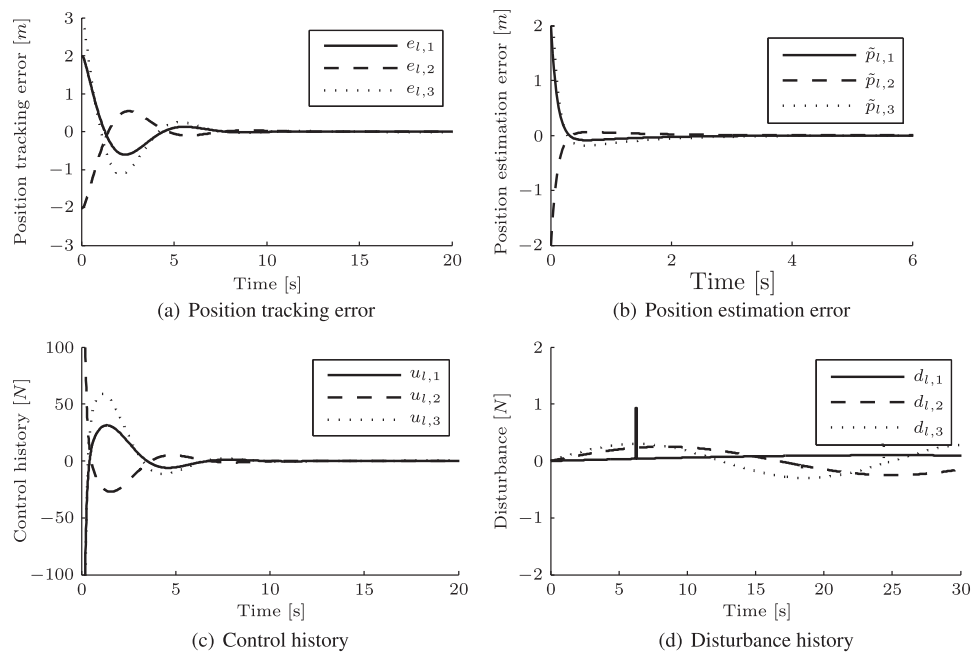 Position tracking error [m]
3
2
1
0
−1
−2
−3
0
5
10
15
20
Time [s]
e_{l,1}
e_{l,2}
e_{l,3}
(a) Position tracking error
Position estimation error [m]
2
1
0
−1
−2
0
2
4
6
Time [s]
p̃_{l,1}
p̃_{l,2}
p̃_{l,3}
(b) Position estimation error
Control history [N]
100
50
0
−50
−100
0
5
10
15
20
Time [s]
u_{l,1}
u_{l,2}
u_{l,3}
(c) Control history
Disturbance [N]
2
1
0
−1
−2
0
5
10
15
20
25
30
Time [s]
d_{l,1}
d_{l,2}
d_{l,3}
(d) Disturbance history